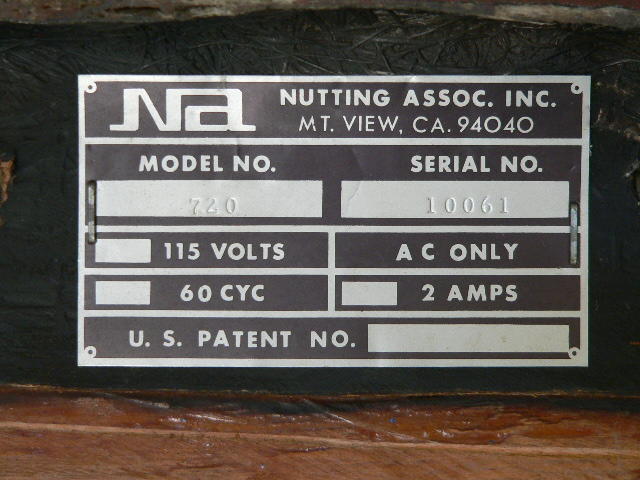 Na NUTTING ASSOC. INC.
MT. VIEW, CA. 94040
MODEL NO. SERIAL NO.
720 10061
115 VOLTS AC ONLY
60 CYC 2 AMPS
U. S. PATENT NO.